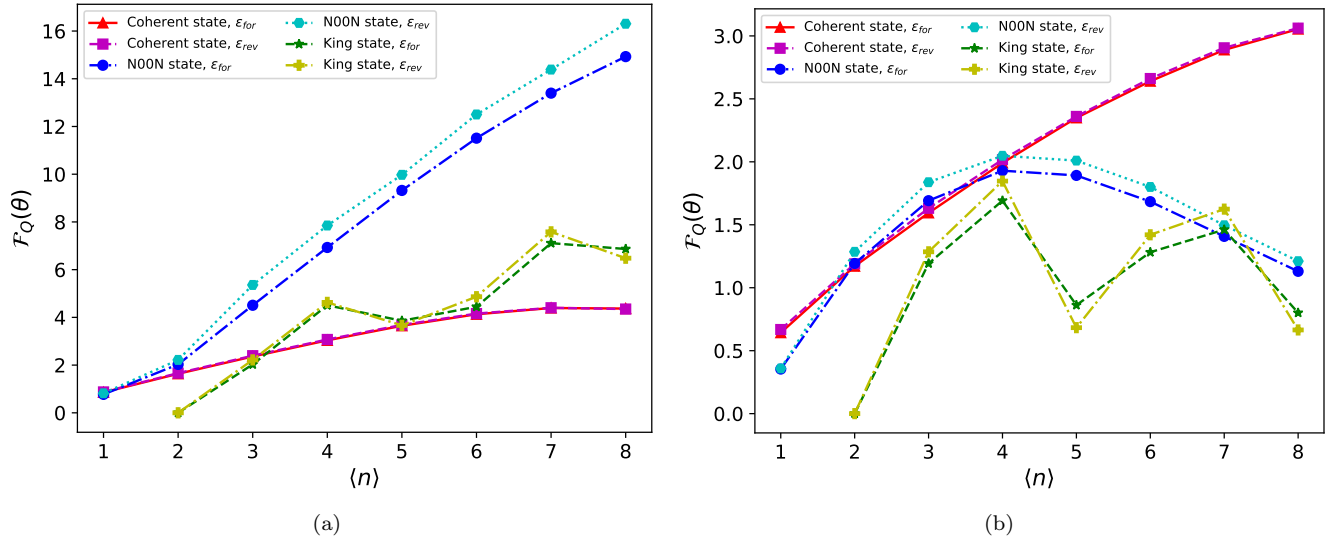 Coherent state, ε_for
Coherent state, ε_rev
N00N state, ε_for
N00N state, ε_rev
King state, ε_for
King state, ε_rev
ℱ_Q(θ)
16
14
12
10
8
6
4
2
0
1 2 3 4 5 6 7 8
⟨n⟩
(a)
Coherent state, ε_for
Coherent state, ε_rev
N00N state, ε_for
N00N state, ε_rev
King state, ε_for
King state, ε_rev
ℱ_Q(θ)
3.0
2.5
2.0
1.5
1.0
0.5
0.0
1 2 3 4 5 6 7 8
⟨n⟩
(b)